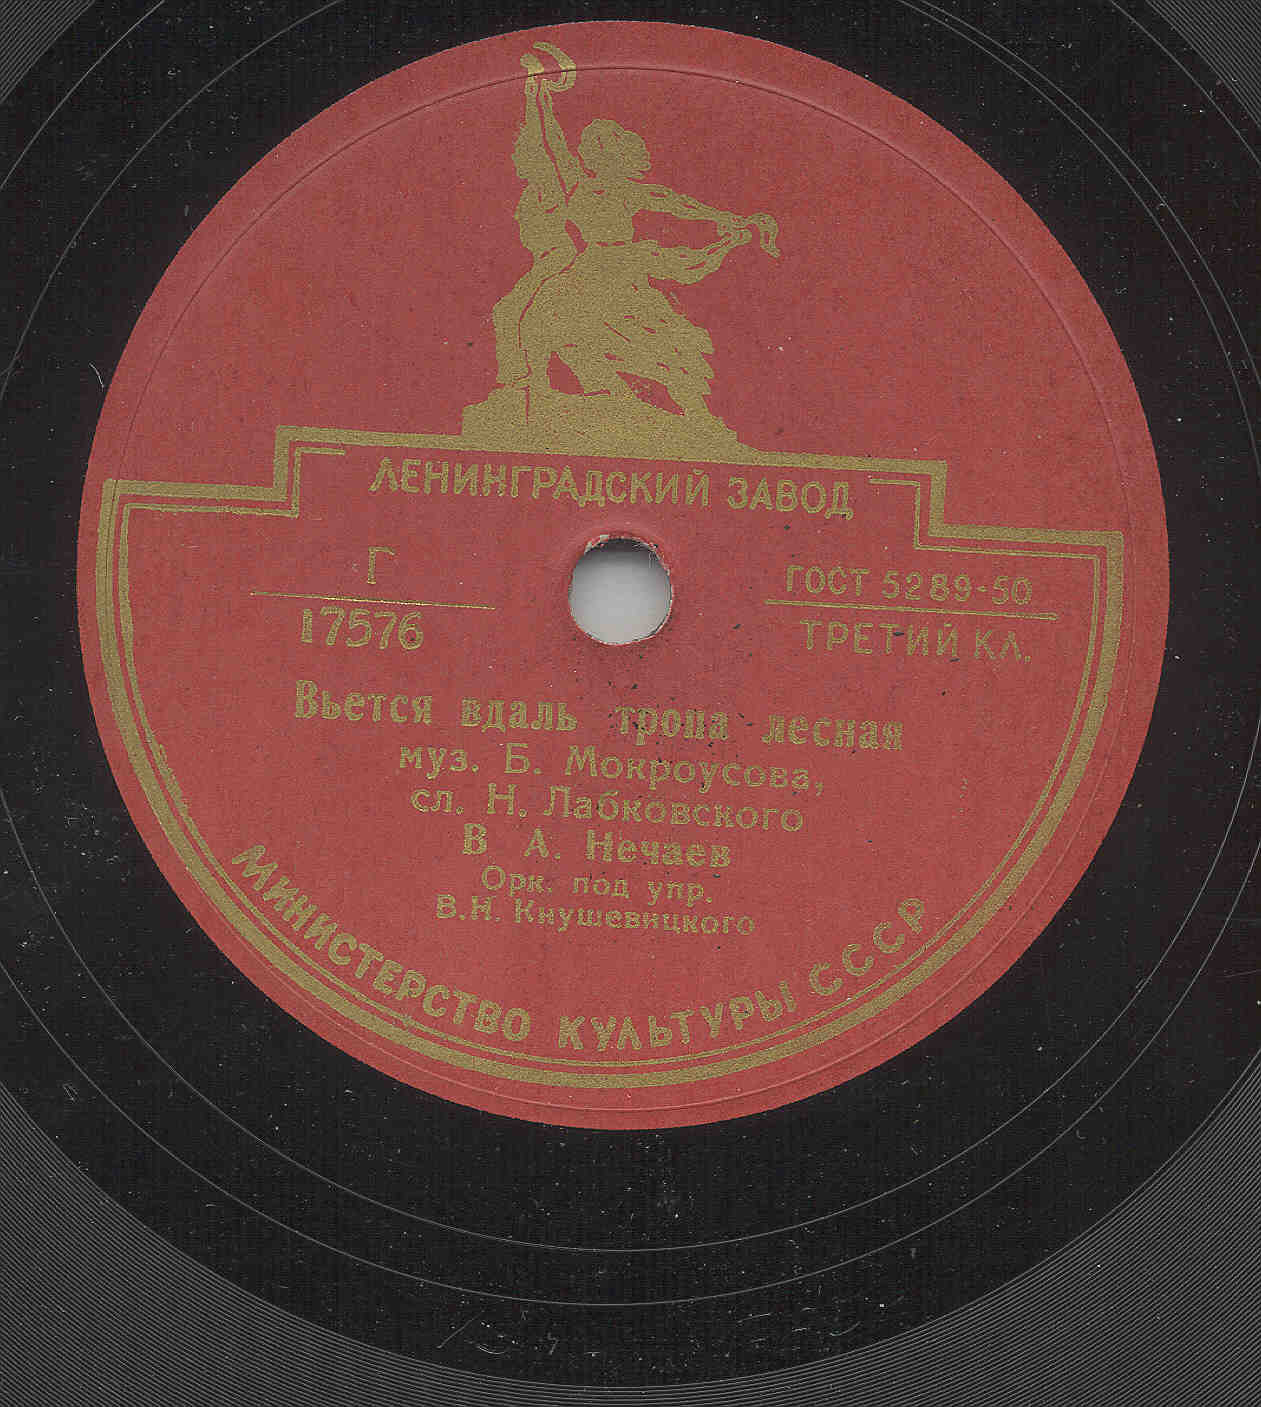 ЛЕНИНГРАДСКИЙ ЗАВОД
Г
17576
ГОСТ 5289-50
ТРЕТИЙ КЛ.
Вьется вдаль тропа лесная
муз. Б. Мокроусова,
сл. Н. Лабковского
В А. Нечаев
Орк. под упр.
В.Н. Кнушевицкого
МИНИСТЕРСТВО КУЛЬТУРЫ СССР